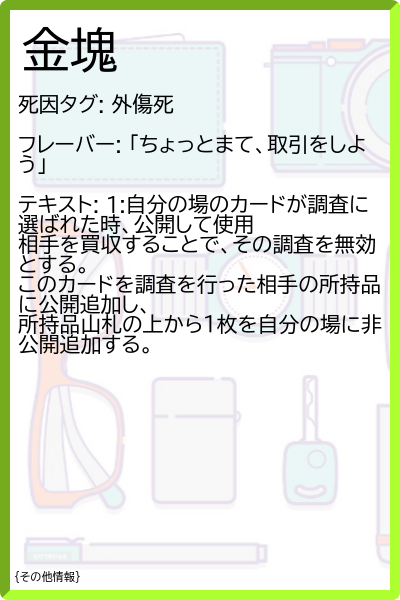 金塊
死因タグ: 外傷死
フレーバー: 「ちょっとまて、取引をしよ
う」
テキスト: 1:自分の場のカードが調査に
選ばれた時、公開して使用
相手を買収することで、その調査を無効
とする。
このカードを調査を行った相手の所持品
に公開追加し、
所持品山札の上から1枚を自分の場に非
公開追加する。
{その他情報}